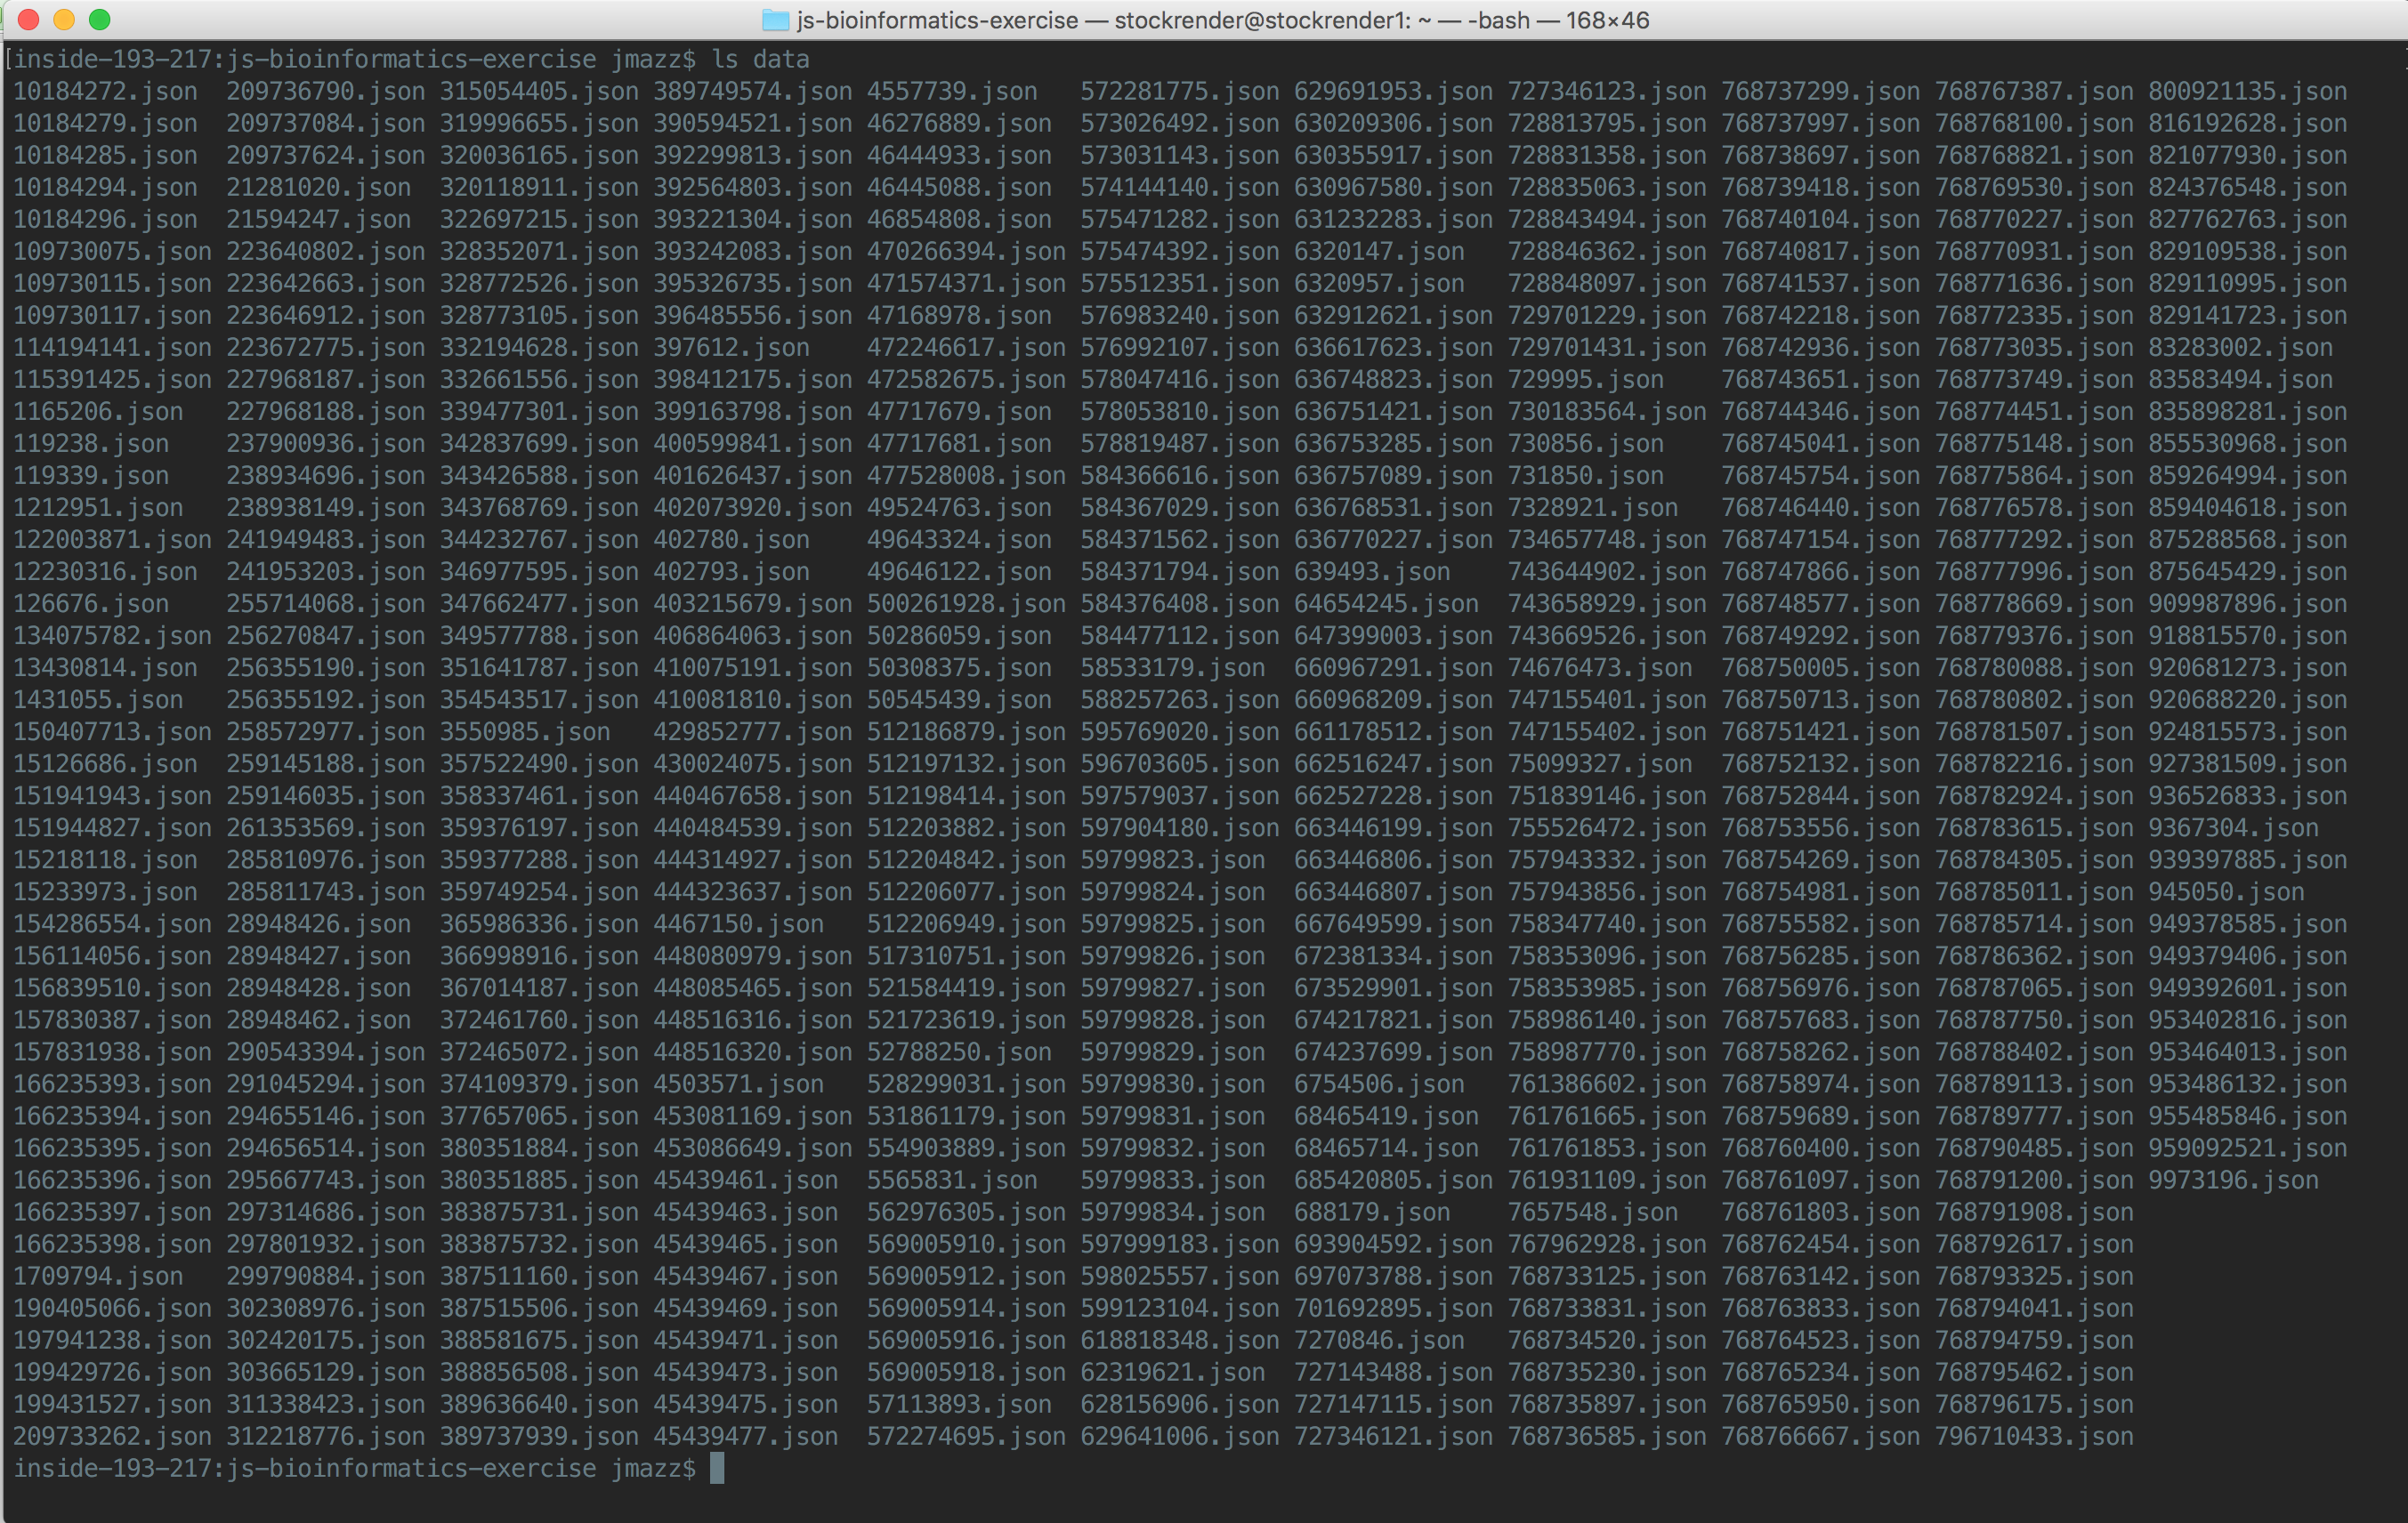 js-bioinformatics-exercise — stockrender@stockrender1: ~ — -bash — 168×46
[inside-193-217:js-bioinformatics-exercise jmazz$ ls data
10184272.json 209736790.json 315054405.json 389749574.json 4557739.json 572281775.json 629691953.json 727346123.json 768737299.json 768767387.json 800921135.json
10184279.json 209737084.json 319996655.json 390594521.json 46276889.json 573026492.json 630209306.json 728813795.json 768737997.json 768768100.json 816192628.json
10184285.json 209737624.json 320036165.json 392299813.json 46444933.json 573031143.json 630355917.json 728831358.json 768738697.json 768768821.json 821077930.json
10184294.json 21281020.json 320118911.json 392564803.json 46445088.json 574144140.json 630967580.json 728835063.json 768739418.json 768769530.json 824376548.json
10184296.json 21594247.json 322697215.json 393221304.json 46854808.json 575471282.json 631232283.json 728843494.json 768740104.json 768770227.json 827762763.json
109730075.json 223640802.json 328352071.json 393242083.json 470266394.json 575474392.json 6320147.json 728846362.json 768740817.json 768770931.json 829109538.json
109730115.json 223642663.json 328772526.json 395326735.json 471574371.json 575512351.json 6320957.json 728848097.json 768741537.json 768771636.json 829110995.json
109730117.json 223646912.json 328773105.json 396485556.json 47168978.json 576983240.json 632912621.json 729701229.json 768742218.json 768772335.json 829141723.json
114194141.json 223672775.json 332194628.json 397612.json 472246617.json 576992107.json 636617623.json 729701431.json 768742936.json 768773035.json 83283002.json
115391425.json 227968187.json 332661556.json 398412175.json 472582675.json 578047416.json 636748823.json 729995.json 768743651.json 768773749.json 83583494.json
1165206.json 227968188.json 339477301.json 399163798.json 47717679.json 578053810.json 636751421.json 730183564.json 768744346.json 768774451.json 835898281.json
119238.json 237900936.json 342837699.json 400599841.json 47717681.json 578819487.json 636753285.json 730856.json 768745041.json 768775148.json 855530968.json
119339.json 238934696.json 343426588.json 401626437.json 477528008.json 584366616.json 636757089.json 731850.json 768745754.json 768775864.json 859264994.json
1212951.json 238938149.json 343768769.json 402073920.json 49524763.json 584367029.json 636768531.json 7328921.json 768746440.json 768776578.json 859404618.json
122003871.json 241949483.json 344232767.json 402780.json 49643324.json 584371562.json 636770227.json 734657748.json 768747154.json 768777292.json 875288568.json
12230316.json 241953203.json 346977595.json 402793.json 49646122.json 584371794.json 639493.json 743644902.json 768747866.json 768777996.json 875645429.json
126676.json 255714068.json 347662477.json 403215679.json 500261928.json 584376408.json 64654245.json 743658929.json 768748577.json 768778669.json 909987896.json
134075782.json 256270847.json 349577788.json 406864063.json 50286059.json 584477112.json 647399003.json 743669526.json 768749292.json 768779376.json 918815570.json
13430814.json 256355190.json 351641787.json 410075191.json 50308375.json 58533179.json 660967291.json 74676473.json 768750005.json 768780088.json 920681273.json
1431055.json 256355192.json 354543517.json 410081810.json 50545439.json 588257263.json 660968209.json 747155401.json 768750713.json 768780802.json 920688220.json
150407713.json 258572977.json 3550985.json 429852777.json 512186879.json 595769020.json 661178512.json 747155402.json 768751421.json 768781507.json 924815573.json
15126686.json 259145188.json 357522490.json 430024075.json 512197132.json 596703605.json 662516247.json 75099327.json 768752132.json 768782216.json 927381509.json
151941943.json 259146035.json 358337461.json 440467658.json 512198414.json 597579037.json 662527228.json 751839146.json 768752844.json 768782924.json 936526833.json
151944827.json 261353569.json 359376197.json 440484539.json 512203882.json 597904180.json 663446199.json 755526472.json 768753556.json 768783615.json 9367304.json
15218118.json 285810976.json 359377288.json 444314927.json 512204842.json 59799823.json 663446806.json 757943332.json 768754269.json 768784305.json 939397885.json
15233973.json 285811743.json 359749254.json 444323637.json 512206077.json 59799824.json 663446807.json 757943856.json 768754981.json 768785011.json 945050.json
154286554.json 28948426.json 365986336.json 4467150.json 512206949.json 59799825.json 667649599.json 758347740.json 768755582.json 768785714.json 949378585.json
156114056.json 28948427.json 366998916.json 448080979.json 517310751.json 59799826.json 672381334.json 758353096.json 768756285.json 768786362.json 949379406.json
156839510.json 28948428.json 367014187.json 448085465.json 521584419.json 59799827.json 673529901.json 758353985.json 768756976.json 768787065.json 949392601.json
157830387.json 28948462.json 372461760.json 448516316.json 521723619.json 59799828.json 674217821.json 758986140.json 768757683.json 768787750.json 953402816.json
157831938.json 290543394.json 372465072.json 448516320.json 52788250.json 59799829.json 674237699.json 758987770.json 768758262.json 768788402.json 953464013.json
166235393.json 291045294.json 374109379.json 4503571.json 528299031.json 59799830.json 6754506.json 761386602.json 768758974.json 768789113.json 953486132.json
166235394.json 294655146.json 377657065.json 453081169.json 531861179.json 59799831.json 68465419.json 761761665.json 768759689.json 768789777.json 955485846.json
166235395.json 294656514.json 380351884.json 453086649.json 554903889.json 59799832.json 68465714.json 761761853.json 768760400.json 768790485.json 959092521.json
166235396.json 295667743.json 380351885.json 45439461.json 5565831.json 59799833.json 685420805.json 761931109.json 768761097.json 768791200.json 9973196.json
166235397.json 297314686.json 383875731.json 45439463.json 562976305.json 59799834.json 688179.json 7657548.json 768761803.json 768791908.json
166235398.json 297801932.json 383875732.json 45439465.json 569005910.json 597999183.json 693904592.json 767962928.json 768762454.json 768792617.json
1709794.json 299790884.json 387511160.json 45439467.json 569005912.json 598025557.json 697073788.json 768733125.json 768763142.json 768793325.json
190405066.json 302308976.json 387515506.json 45439469.json 569005914.json 599123104.json 701692895.json 768733831.json 768763833.json 768794041.json
197941238.json 302420175.json 388581675.json 45439471.json 569005916.json 618818348.json 7270846.json 768734520.json 768764523.json 768794759.json
199429726.json 303665129.json 388856508.json 45439473.json 569005918.json 62319621.json 727143488.json 768735230.json 768765234.json 768795462.json
199431527.json 311338423.json 389636640.json 45439475.json 57113893.json 628156906.json 727147115.json 768735897.json 768765950.json 768796175.json
209733262.json 312218776.json 389737939.json 45439477.json 572274695.json 629641006.json 727346121.json 768736585.json 768766667.json 796710433.json
inside-193-217:js-bioinformatics-exercise jmazz$